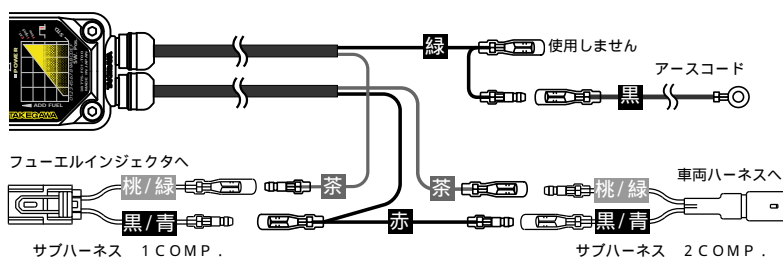 POWER
ADD FUEL
TAKEGAWA
緑
使用しません
アースコード
黒
フューエルインジェクタへ
桃/緑
茶
茶
桃/緑
車両ハーネスへ
黒/青
赤
黒/青
サブハーネス 1COMP.
サブハーネス 2COMP.